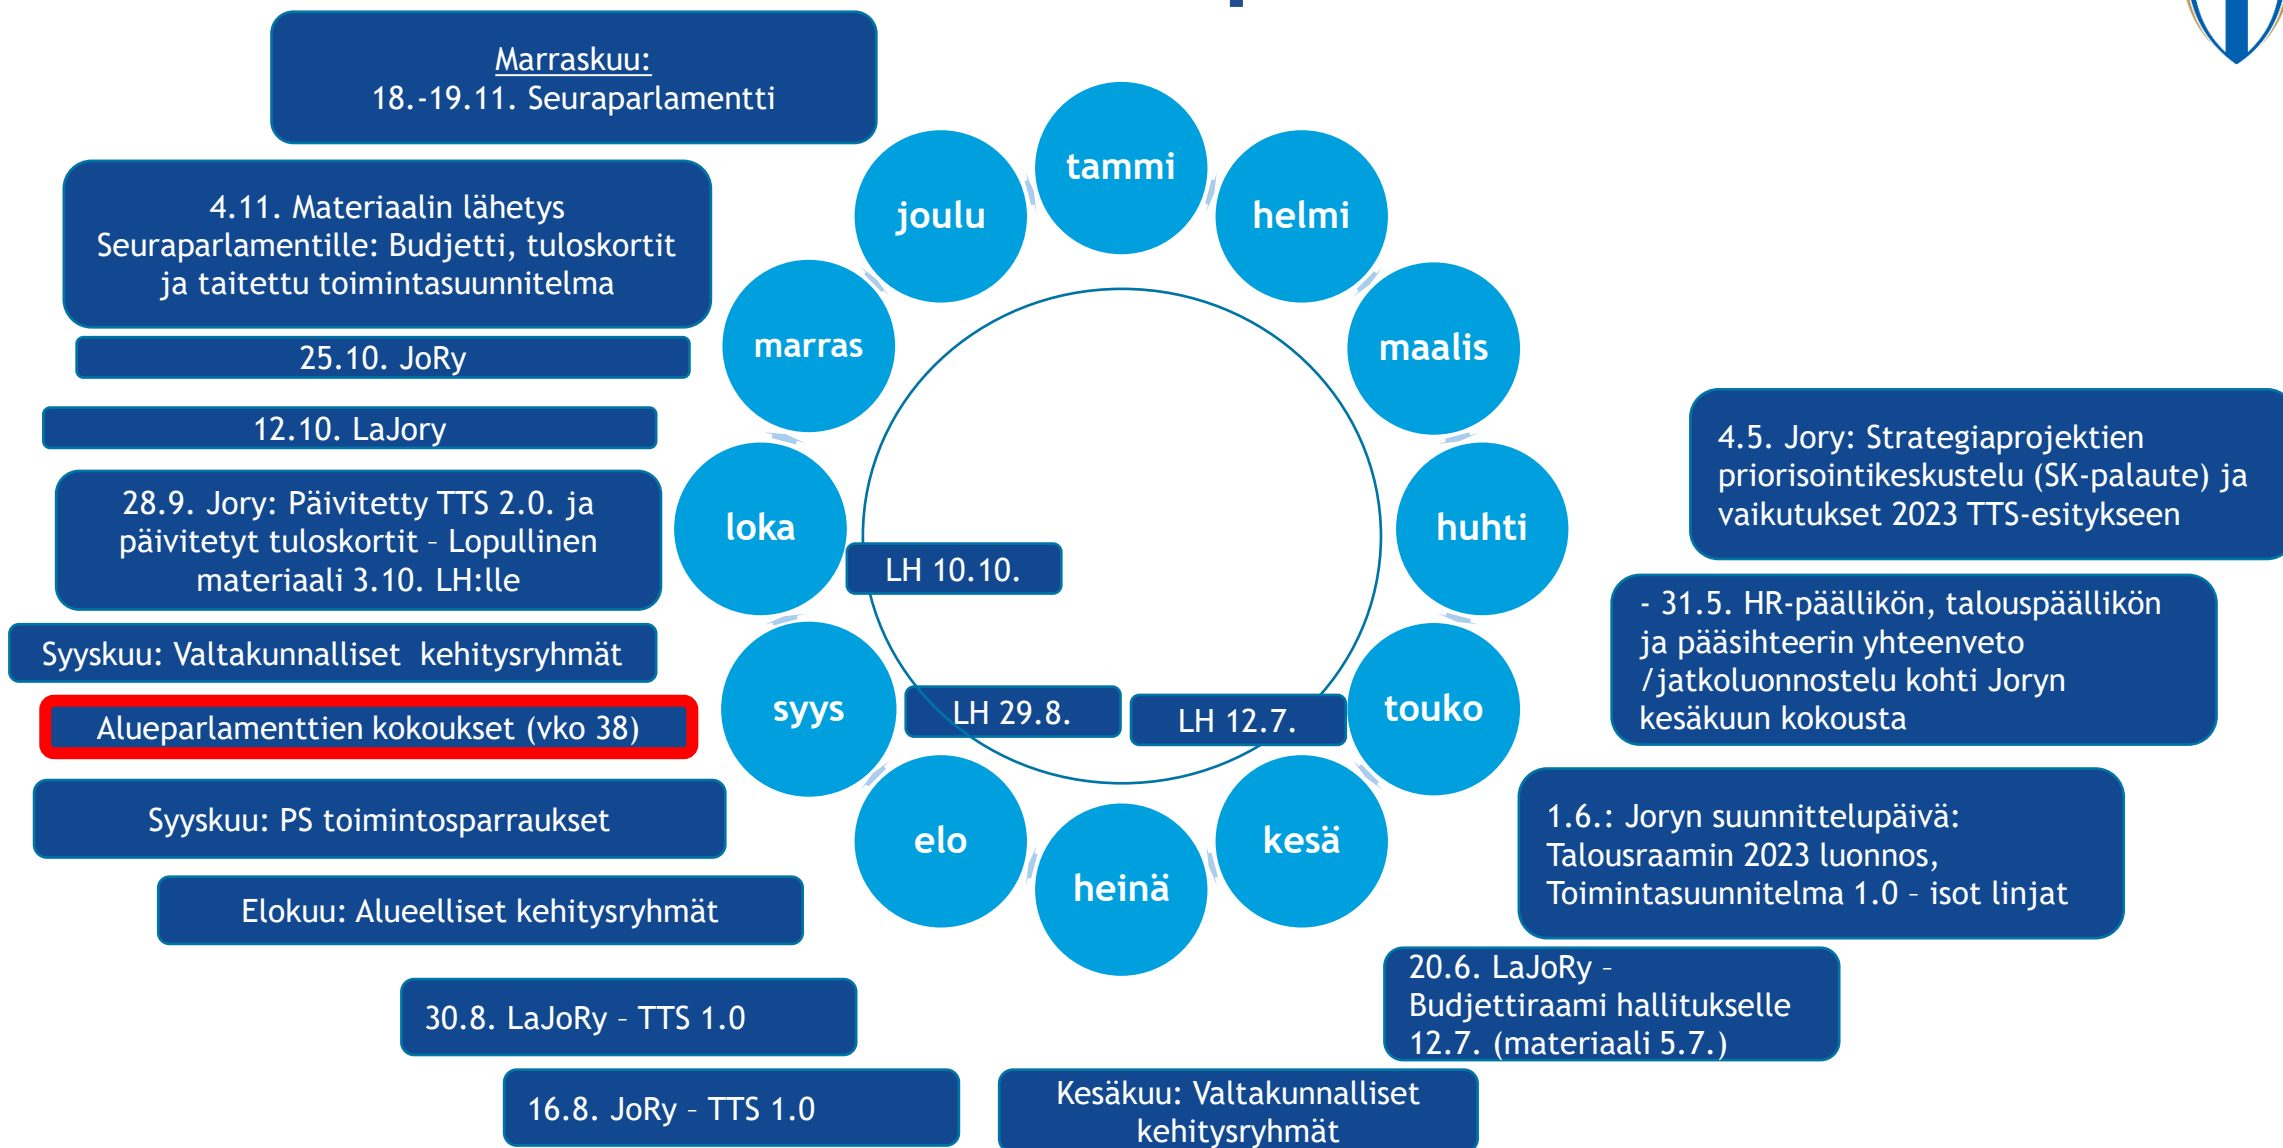 Marraskuu:
18.-19.11. Seuraparlamentti
4.11. Materiaalin lähetys
Seuraparlamentille: Budjetti, tuloskortit
ja taitettu toimintasuunnitelma
25.10. JoRy
12.10. LaJory
28.9. Jory: Päivitetty TTS 2.0. ja
päivitetyt tuloskortit – Lopullinen
materiaali 3.10. LH:lle
Syyskuu: Valtakunnalliset kehitysryhmät
Alueparlamenttien kokoukset (vko 38)
Syyskuu: PS toimintosparraukset
Elokuu: Alueelliset kehitysryhmät
30.8. LaJoRy – TTS 1.0
16.8. JoRy – TTS 1.0
tammi
helmi
maalis
huhti
touko
kesä
heinä
elo
syys
loka
marras
joulu
LH 10.10.
LH 29.8.
LH 12.7.
4.5. Jory: Strategiaprojektien
priorisointikeskustelu (SK-palaute) ja
vaikutukset 2023 TTS-esitykseen
- 31.5. HR-päällikön, talouspäällikön
ja pääsihteerin yhteenveto
/jatkoluonnostelu kohti Joryn
kesäkuun kokousta
1.6.: Joryn suunnittelupäivä:
Talousraamin 2023 luonnos,
Toimintasuunnitelma 1.0 – isot linjat
20.6. LaJoRy –
Budjettiraami hallitukselle
12.7. (materiaali 5.7.)
Kesäkuu: Valtakunnalliset
kehitysryhmät